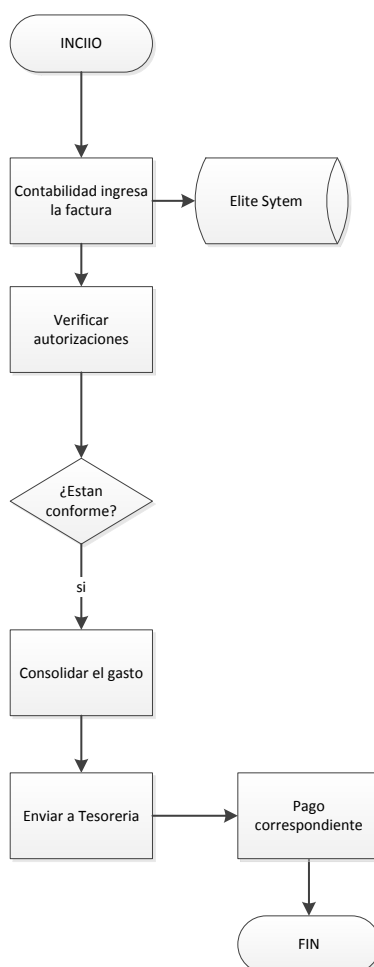 INCIIO
Contabilidad ingresa
la factura
Elite Sytem
Verificar
autorizaciones
¿Estan
conforme?
si
Consolidar el gasto
Enviar a Tesoreria
Pago
correspondiente
FIN